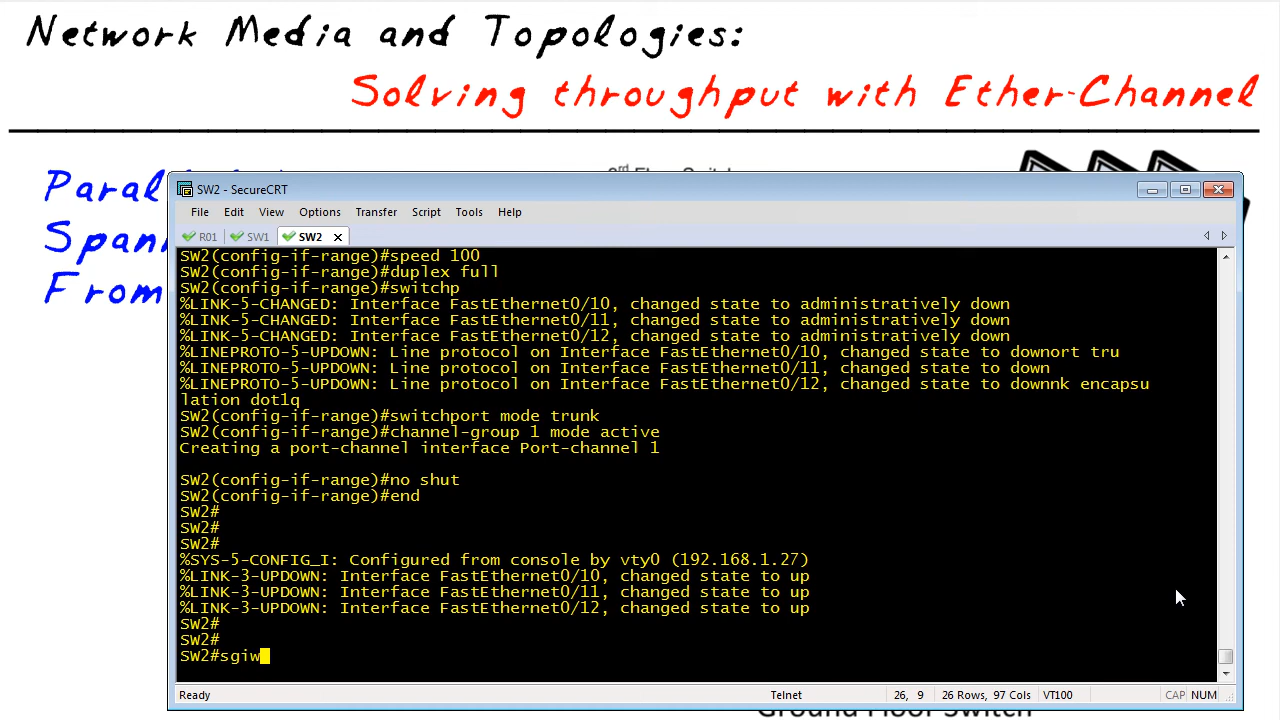 Network Media and Topologies:
Solving throughput with Ether-Channel
Paral
Span
From
SW2 - SecureCRT
File Edit View Options Transfer Script Tools Help
R01 SW1 SW2
SW2(config-if-range)#speed 100
SW2(config-if-range)#duplex full
SW2(config-if-range)#switchp
%LINK-5-CHANGED: Interface FastEthernet0/10, changed state to administratively down
%LINK-5-CHANGED: Interface FastEthernet0/11, changed state to administratively down
%LINK-5-CHANGED: Interface FastEthernet0/12, changed state to administratively down
%LINEPROTO-5-UPDOWN: Line protocol on Interface FastEthernet0/10, changed state to downort tru
%LINEPROTO-5-UPDOWN: Line protocol on Interface FastEthernet0/11, changed state to down
%LINEPROTO-5-UPDOWN: Line protocol on Interface FastEthernet0/12, changed state to downnk encapsu
lation dot1q
SW2(config-if-range)#switchport mode trunk
SW2(config-if-range)#channel-group 1 mode active
Creating a port-channel interface Port-channel 1
SW2(config-if-range)#no shut
SW2(config-if-range)#end
SW2#
SW2#
SW2#
%SYS-5-CONFIG_I: Configured from console by vty0 (192.168.1.27)
%LINK-3-UPDOWN: Interface FastEthernet0/10, changed state to up
%LINK-3-UPDOWN: Interface FastEthernet0/11, changed state to up
%LINK-3-UPDOWN: Interface FastEthernet0/12, changed state to up
SW2#
SW2#
SW2#sgiw
Ready Telnet 26, 9 26 Rows, 97 Cols VT100 CAP NUM
Ground Floor Switch